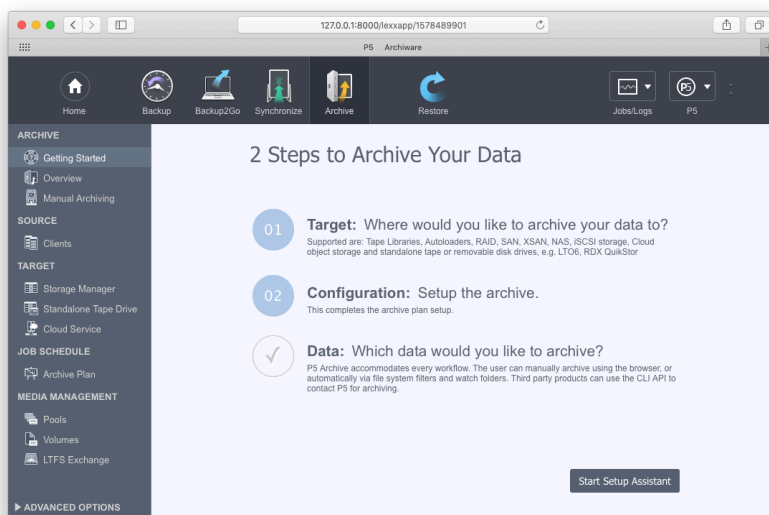 127.0.0.1:8000/lexxapp/1578489901
P5 Archiware
Home
Backup
Backup2Go
Synchronize
Archive
Restore
Jobs/Logs
P5
P5
ARCHIVE
Getting Started
Overview
Manual Archiving
SOURCE
Clients
TARGET
Storage Manager
Standalone Tape Drive
Cloud Service
JOB SCHEDULE
Archive Plan
MEDIA MANAGEMENT
Pools
Volumes
LTFS Exchange
ADVANCED OPTIONS
2 Steps to Archive Your Data
01
Target: Where would you like to archive your data to?
Supported are: Tape Libraries, Autoloaders, RAID, SAN, XSAN, NAS, iSCSI storage, Cloud
object storage and standalone tape or removable disk drives, e.g. LTO6, RDX QuikStor
02
Configuration: Setup the archive.
This completes the archive plan setup.
Data: Which data would you like to archive?
P5 Archive accommodates every workflow. The user can manually archive using the browser, or
automatically via file system filters and watch folders. Third party products can use the CLI API to
contact P5 for archiving.
Start Setup Assistant